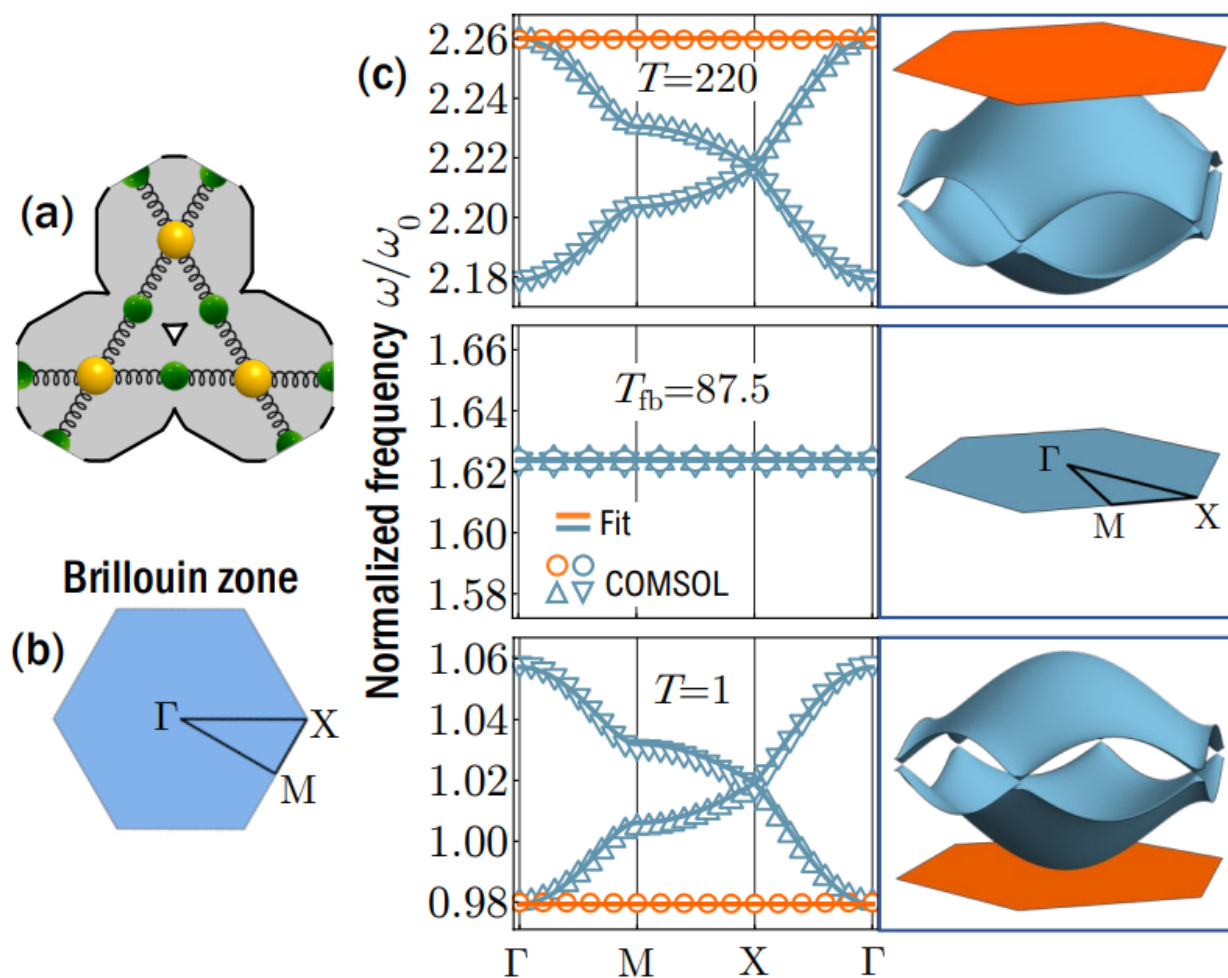 (a)
Brillouin zone
(b)
Γ
X
M
(c)
Normalized frequency ω/ω₀
2.26
2.24
2.22
2.20
2.18
T=220
1.66
1.64
1.62
1.60
1.58
T_fb=87.5
Fit
COMSOL
Γ
M
X
1.06
1.04
1.02
1.00
0.98
T=1
Γ M X Γ